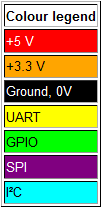 Colour legend
+5 V
+3.3 V
Ground, 0V
UART
GPIO
SPI
I²C